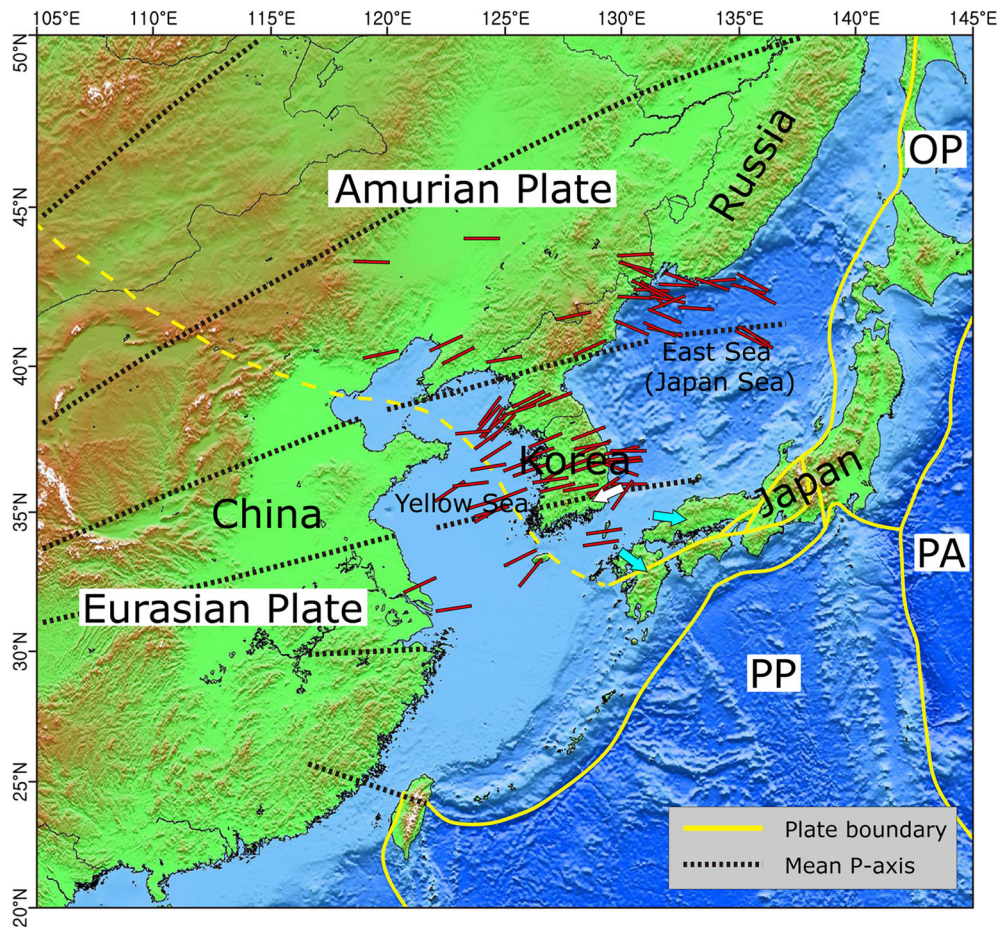 105°E 110°E 115°E 120°E 125°E 130°E 135°E 140°E 145°E
50°N
45°N
40°N
35°N
30°N
25°N
20°N
OP
Russia
Amurian Plate
East Sea
(Japan Sea)
Korea
Japan
Yellow Sea
China
PA
Eurasian Plate
PP
Plate boundary
Mean P-axis